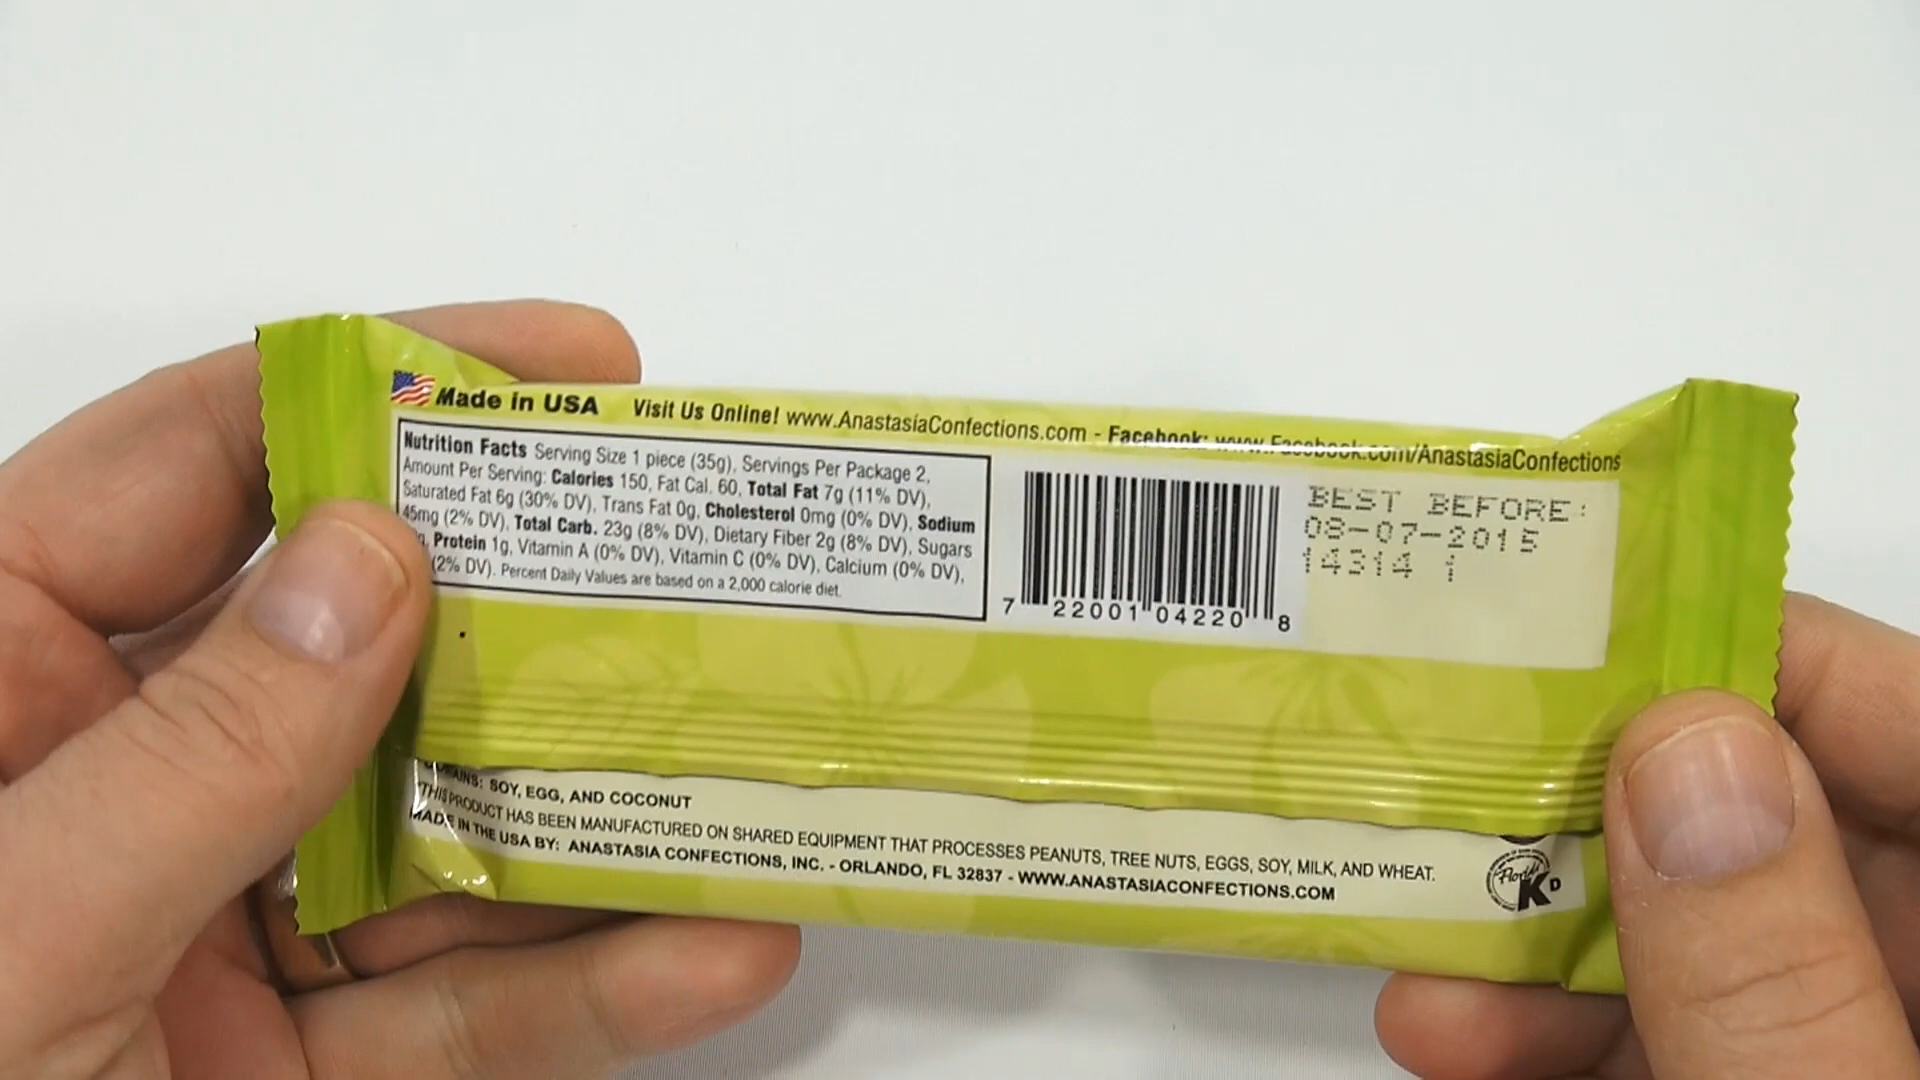 Made in USA Visit Us Online! www.AnastasiaConfections.com - Facebook: www.Facebook.com/AnastasiaConfections
Nutrition Facts Serving Size 1 piece (35g), Servings Per Package 2,
Amount Per Serving: Calories 150, Fat Cal. 60, Total Fat 7g (11% DV),
Saturated Fat 6g (30% DV), Trans Fat 0g, Cholesterol 0mg (0% DV), Sodium
45mg (2% DV), Total Carb. 23g (8% DV), Dietary Fiber 2g (8% DV), Sugars
Protein 1g, Vitamin A (0% DV), Vitamin C (0% DV), Calcium (0% DV),
(2% DV). Percent Daily Values are based on a 2,000 calorie diet.
7 22001 04220 8
BEST BEFORE:
08-07-2015
14314 1
SOY, EGG, AND COCONUT
*THIS PRODUCT HAS BEEN MANUFACTURED ON SHARED EQUIPMENT THAT PROCESSES PEANUTS, TREE NUTS, EGGS, SOY, MILK, AND WHEAT.
MADE IN THE USA BY: ANASTASIA CONFECTIONS, INC. - ORLANDO, FL 32837 - WWW.ANASTASIACONFECTIONS.COM
Florida K D